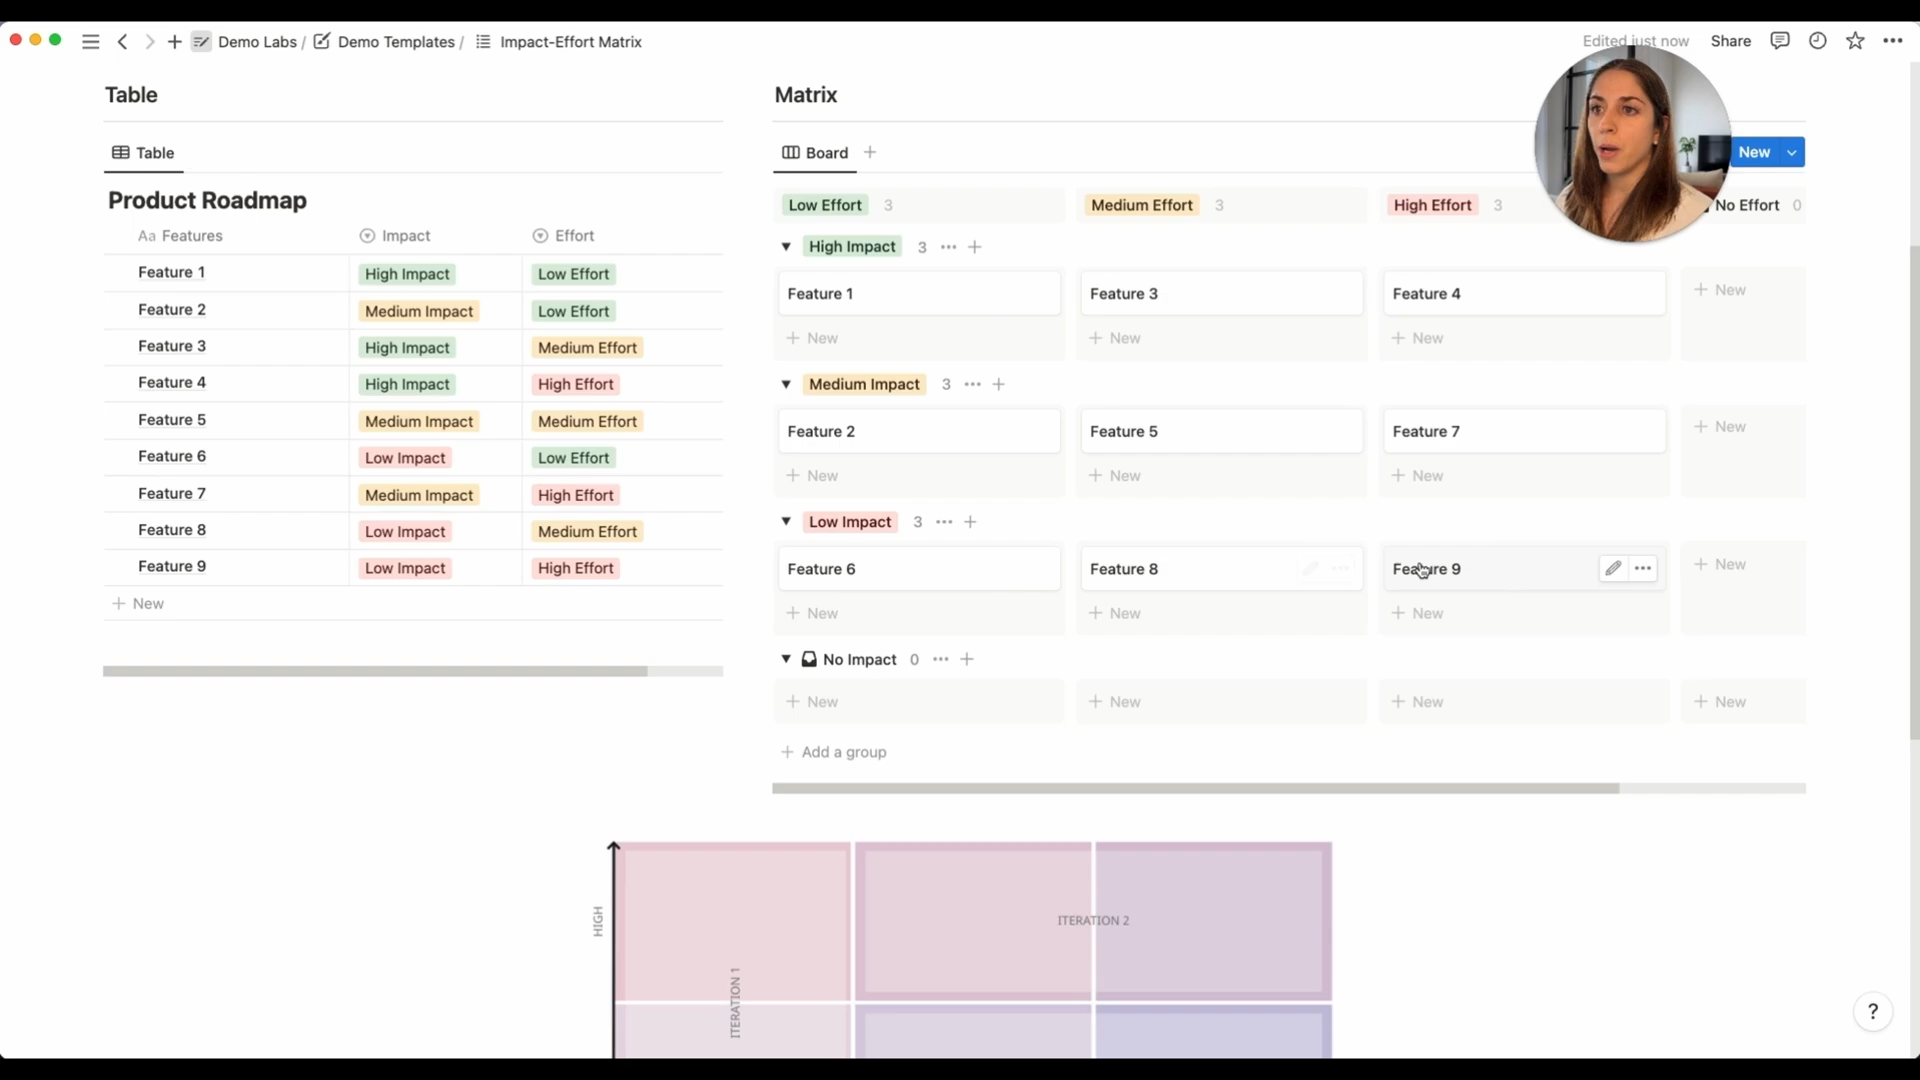 Demo Labs / Demo Templates / Impact-Effort Matrix
Edited just now Share
Table
Table
Product Roadmap
Aa Features Impact Effort
Feature 1 High Impact Low Effort
Feature 2 Medium Impact Low Effort
Feature 3 High Impact Medium Effort
Feature 4 High Impact High Effort
Feature 5 Medium Impact Medium Effort
Feature 6 Low Impact Low Effort
Feature 7 Medium Impact High Effort
Feature 8 Low Impact Medium Effort
Feature 9 Low Impact High Effort
+ New
Matrix
Board +
New
Low Effort 3 Medium Effort 3 High Effort 3 No Effort 0
High Impact 3 ••• +
Feature 1 Feature 3 Feature 4 + New
+ New + New + New
Medium Impact 3 ••• +
Feature 2 Feature 5 Feature 7 + New
+ New + New + New
Low Impact 3 ••• +
Feature 6 Feature 8 Feature 9 + New
+ New + New + New
No Impact 0 ••• +
+ New + New + New + New
+ Add a group
HIGH
ITERATION 1
ITERATION 2
?